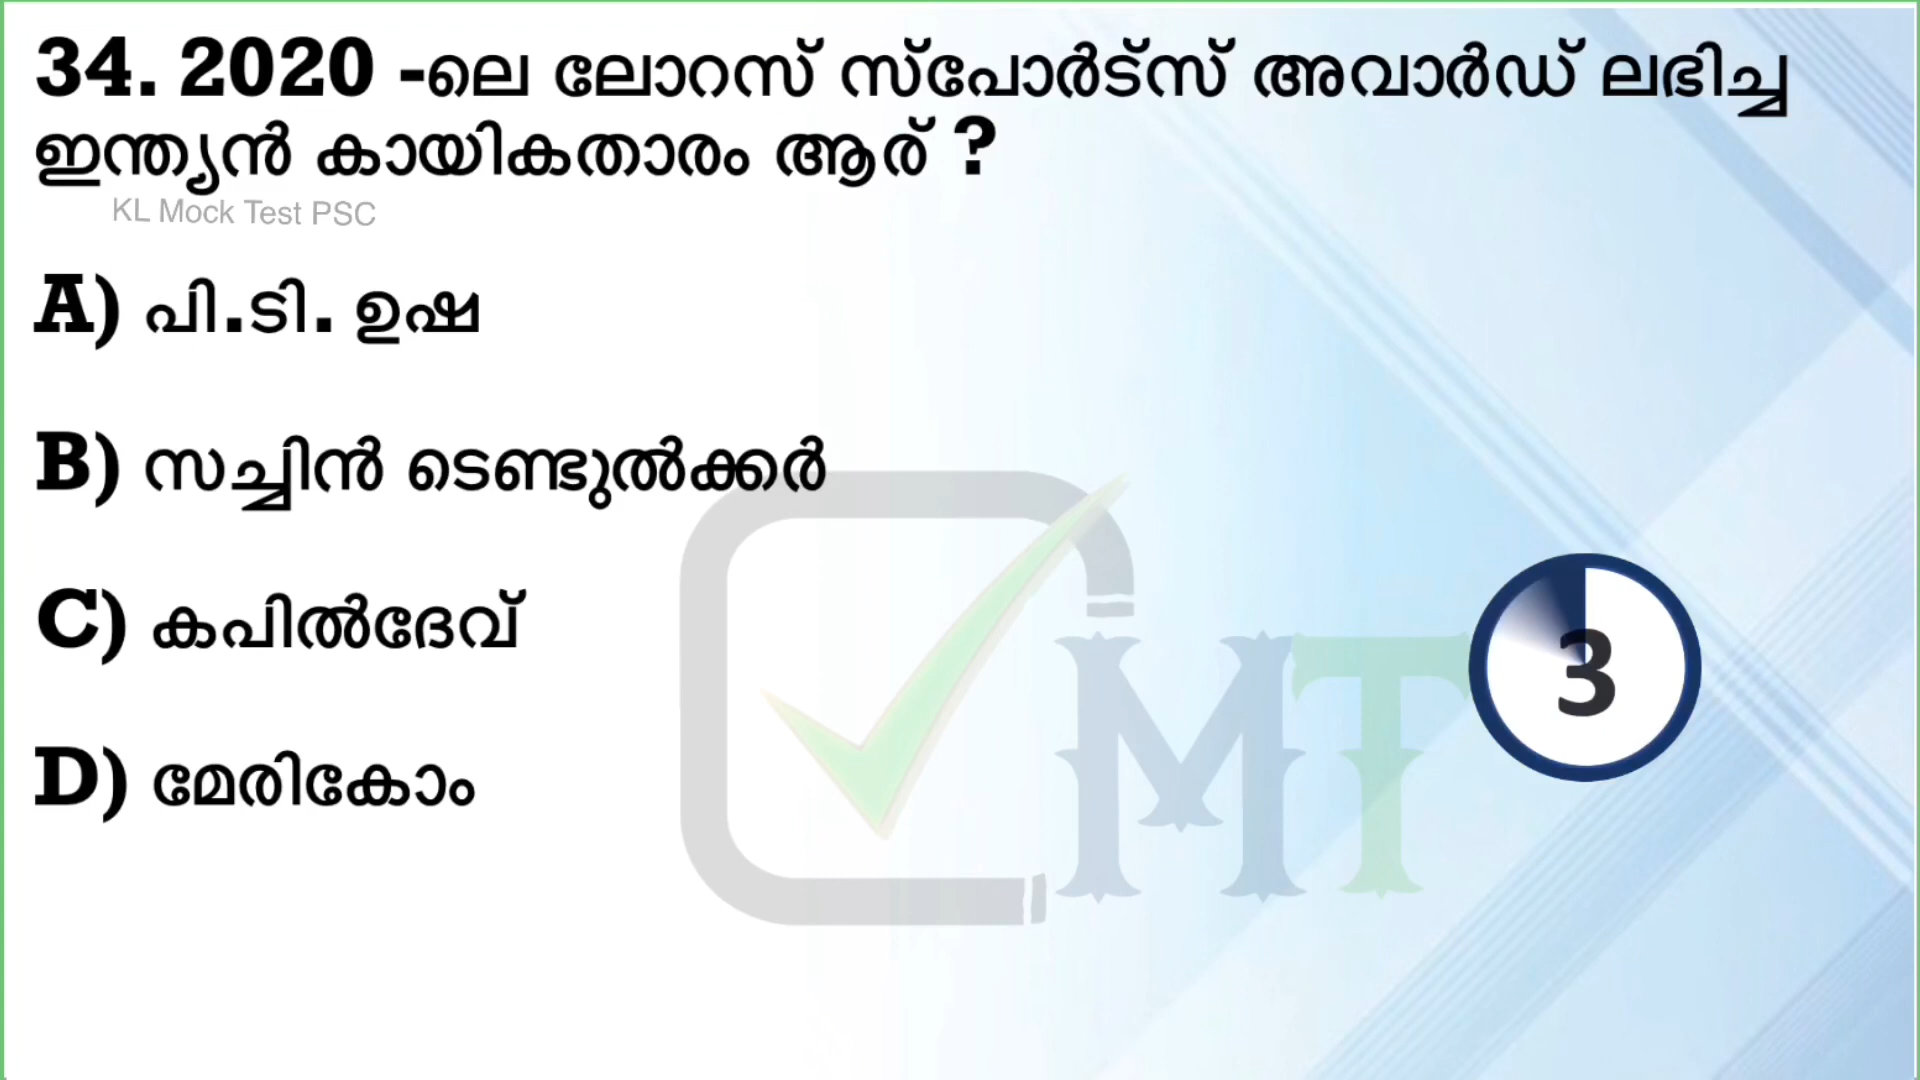 34. 2020 -ലെ ലോറസ് സ്പോർട്സ് അവാർഡ് ലഭിച്ച
ഇന്ത്യൻ കായികതാരം ആര് ?
KL Mock Test PSC
A) പി.ടി. ഉഷ
B) സച്ചിൻ ടെണ്ടുൽക്കർ
C) കപിൽദേവ്
D) മേരികോം
MT
3